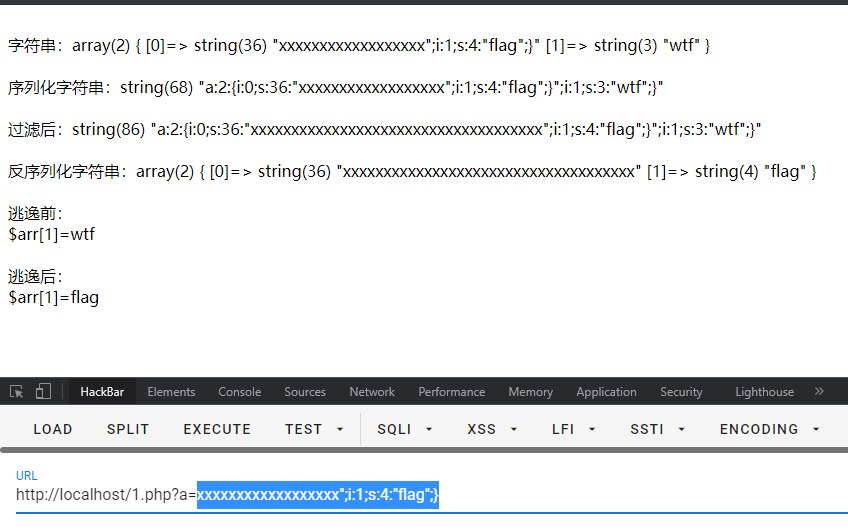 字符串：array(2) { [0]=> string(36) "xxxxxxxxxxxxxxxxxx";i:1;s:4:"flag";}" [1]=> string(3) "wtf" }
序列化字符串：string(68) "a:2:{i:0;s:36:"xxxxxxxxxxxxxxxxxx";i:1;s:4:"flag";}";i:1;s:3:"wtf";}"
过滤后：string(86) "a:2:{i:0;s:36:"xxxxxxxxxxxxxxxxxxxxxxxxxxxxxxxxxxxx";i:1;s:4:"flag";}";i:1;s:3:"wtf";}"
反序列化字符串：array(2) { [0]=> string(36) "xxxxxxxxxxxxxxxxxxxxxxxxxxxxxxxxxxxx" [1]=> string(4) "flag" }
逃逸前：
$arr[1]=wtf
逃逸后：
$arr[1]=flag
HackBar Elements Console Sources Network Performance Memory Application Security Lighthouse »
LOAD SPLIT EXECUTE TEST SQLI XSS LFI SSTI ENCODING
URL
http://localhost/1.php?a=xxxxxxxxxxxxxxxxxx";i:1;s:4:"flag";}